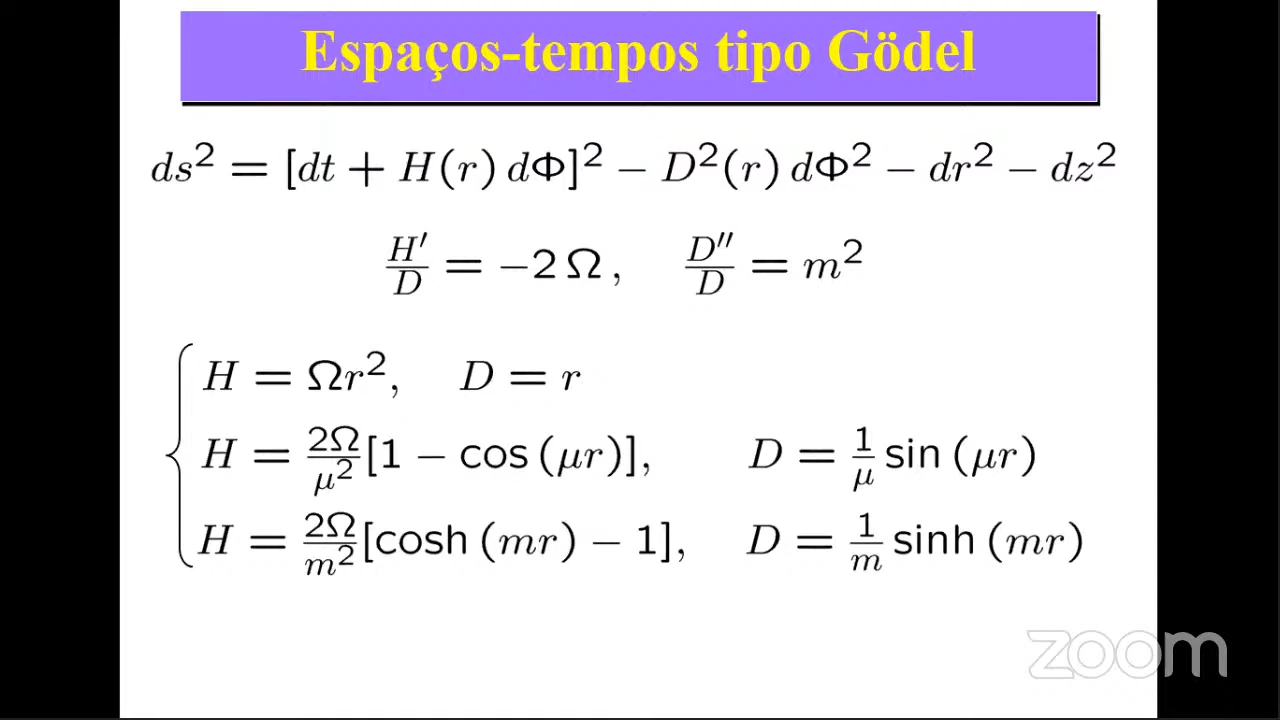 Espaços-tempos tipo Gödel
ds² = [dt + H(r) dΦ]² − D²(r) dΦ² − dr² − dz²
H′/D = −2 Ω , D″/D = m²
H = Ωr², D = r
H = 2Ω/μ² [1 − cos (μr)], D = 1/μ sin (μr)
H = 2Ω/m² [cosh (mr) − 1], D = 1/m sinh (mr)
zoom